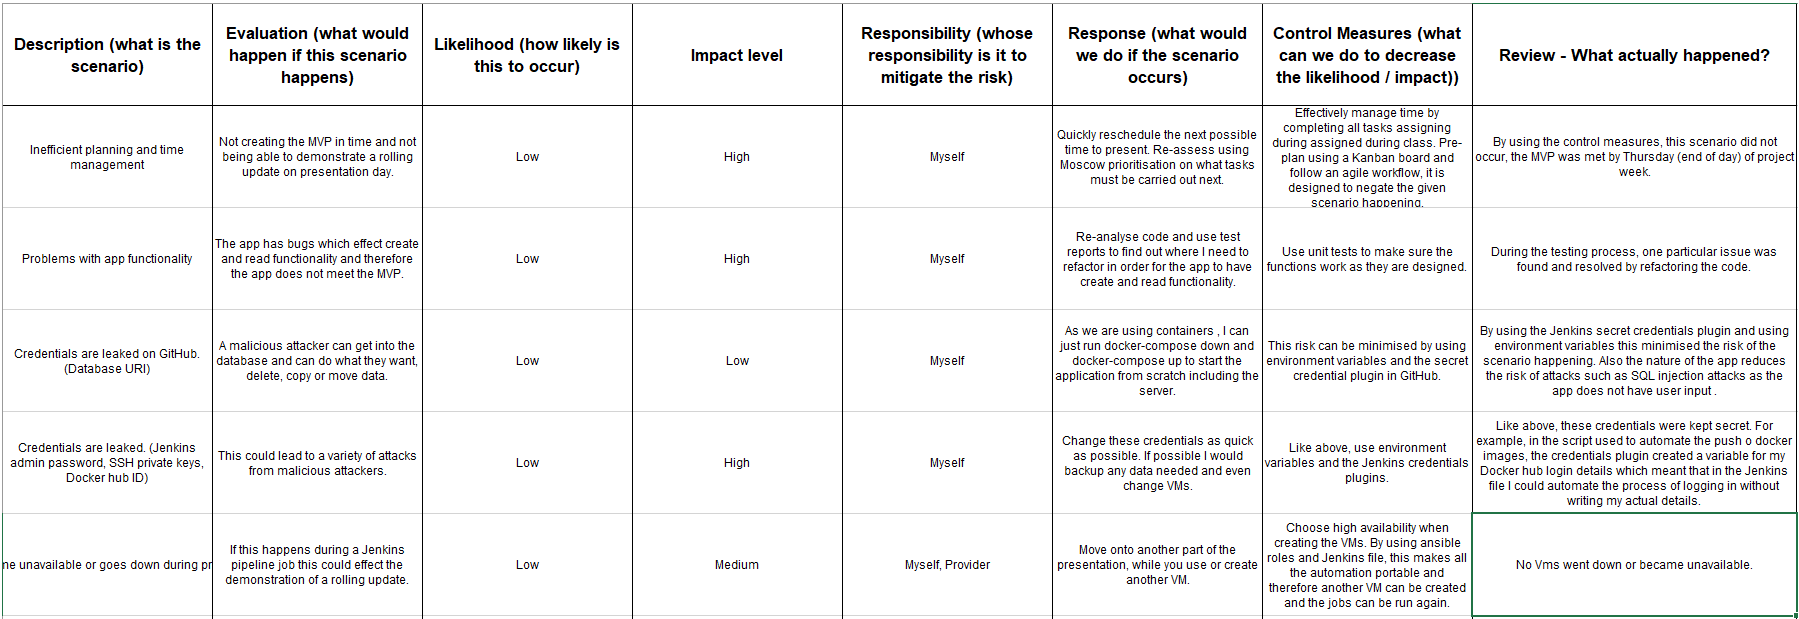 Description (what is the
scenario)
Evaluation (what would
happen if this scenario
happens)
Likelihood (how likely is
this to occur)
Impact level
Responsibility (whose
responsibility is it to
mitigate the risk)
Response (what would
we do if the scenario
occurs)
Control Measures (what
can we do to decrease
the likelihood / impact))
Review - What actually happened?
Inefficient planning and time
management
Not creating the MVP in time and not
being able to demonstrate a rolling
update on presentation day.
Low
High
Myself
Quickly reschedule the next possible
time to present. Re-assess using
Moscow prioritisation on what tasks
must be carried out next.
Effectively manage time by
completing all tasks assigning
during assigned during class. Pre-
plan using a Kanban board and
follow an agile workflow, it is
designed to negate the given
scenario happening.
By using the control measures, this scenario did not
occur, the MVP was met by Thursday (end of day) of project
week.
Problems with app functionality
The app has bugs which effect create
and read functionality and therefore
the app does not meet the MVP.
Low
High
Myself
Re-analyse code and use test
reports to find out where I need to
refactor in order for the app to have
create and read functionality.
Use unit tests to make sure the
functions work as they are designed.
During the testing process, one particular issue was
found and resolved by refactoring the code.
Credentials are leaked on GitHub.
(Database URI)
A malicious attacker can get into the
database and can do what they want,
delete, copy or move data.
Low
Low
Myself
As we are using containers , I can
just run docker-compose down and
docker-compose up to start the
application from scratch including the
server.
This risk can be minimised by using
environment variables and the secret
credential plugin in GitHub.
By using the Jenkins secret credentials plugin and using
environment variables this minimised the risk of the
scenario happening. Also the nature of the app reduces
the risk of attacks such as SQL injection attacks as the
app does not have user input .
Credentials are leaked. (Jenkins
admin password, SSH private keys,
Docker hub ID)
This could lead to a variety of attacks
from malicious attackers.
Low
High
Myself
Change these credentials as quick
as possible. If possible I would
backup any data needed and even
change VMs.
Like above, use environment
variables and the Jenkins credentials
plugins.
Like above, these credentials were kept secret. For
example, in the script used to automate the push o docker
images, the credentials plugin created a variable for my
Docker hub login details which meant that in the Jenkins
file I could automate the process of logging in without
writing my actual details.
ne unavailable or goes down during pr
If this happens during a Jenkins
pipeline job this could effect the
demonstration of a rolling update.
Low
Medium
Myself, Provider
Move onto another part of the
presentation, while you use or create
another VM.
Choose high availability when
creating the VMs. By using ansible
roles and Jenkins file, this makes all
the automation portable and
therefore another VM can be created
and the jobs can be run again.
No Vms went down or became unavailable.